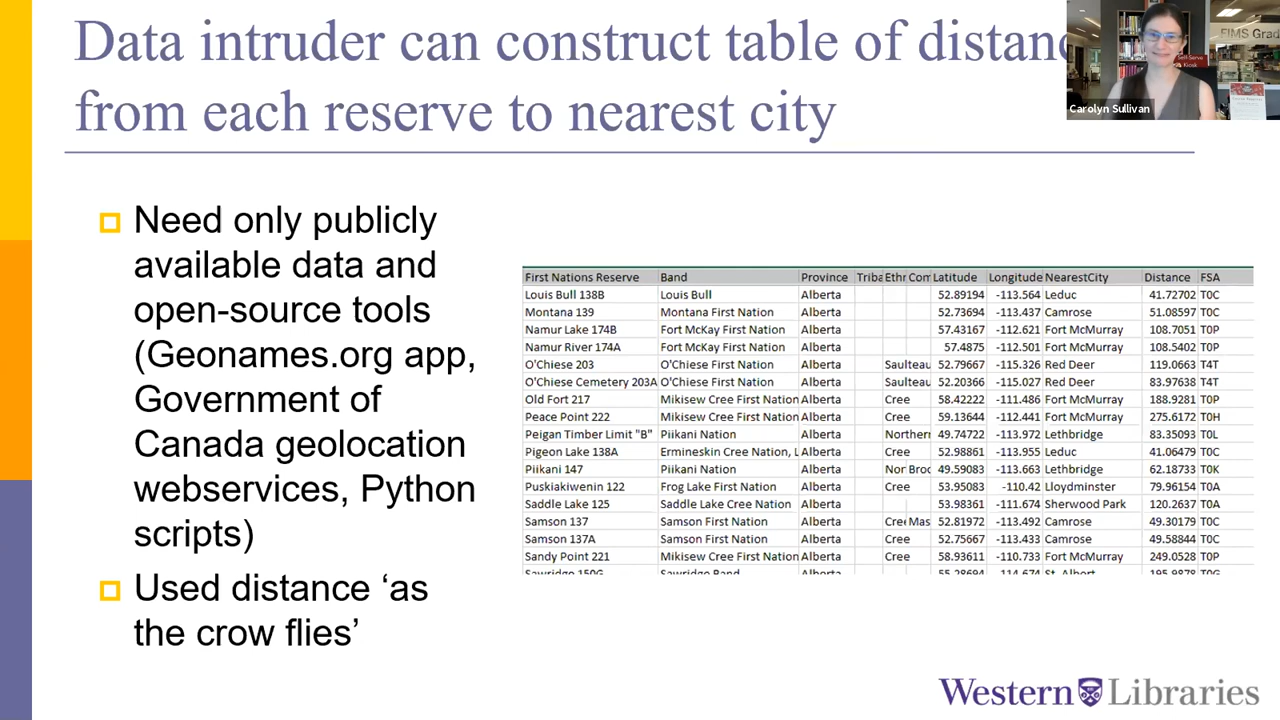 Data intruder can construct table of distanc
from each reserve to nearest city
FIMS Grad
Self-Serve
Kiosk
Carolyn Sullivan
Need only publicly
available data and
open-source tools
(Geonames.org app,
Government of
Canada geolocation
webservices, Python
scripts)
Used distance ‘as
the crow flies’
First Nations Reserve Band Province Triba Ethr Com Latitude Longitude NearestCity Distance FSA
Louis Bull 138B Louis Bull Alberta 52.89194 -113.564 Leduc 41.72702 T0C
Montana 139 Montana First Nation Alberta 52.73694 -113.437 Camrose 51.08597 T0C
Namur Lake 174B Fort McKay First Nation Alberta 57.43167 -112.621 Fort McMurray 108.7051 T0P
Namur River 174A Fort McKay First Nation Alberta 57.4875 -112.501 Fort McMurray 108.5402 T0P
O'Chiese 203 O'Chiese First Nation Alberta Saulteau 52.79667 -115.326 Red Deer 119.0663 T4T
O'Chiese Cemetery 203A O'Chiese First Nation Alberta Saulteau 52.20366 -115.027 Red Deer 83.97638 T4T
Old Fort 217 Mikisew Cree First Nation Alberta Cree 58.42222 -111.486 Fort McMurray 188.9281 T0P
Peace Point 222 Mikisew Cree First Nation Alberta Cree 59.13644 -112.441 Fort McMurray 275.6172 T0H
Peigan Timber Limit "B" Piikani Nation Alberta Northern 49.74722 -113.972 Lethbridge 83.35093 T0L
Pigeon Lake 138A Ermineskin Cree Nation, L Alberta Cree 52.98861 -113.955 Leduc 41.06479 T0C
Piikani 147 Piikani Nation Alberta Nor Broc 49.59083 -113.663 Lethbridge 62.18733 T0K
Puskiakiwenin 122 Frog Lake First Nation Alberta Cree 53.95083 -110.42 Lloydminster 79.96154 T0A
Saddle Lake 125 Saddle Lake Cree Nation Alberta 53.98361 -111.674 Sherwood Park 120.2637 T0A
Samson 137 Samson First Nation Alberta Cree Mas 52.81972 -113.492 Camrose 49.30179 T0C
Samson 137A Samson First Nation Alberta Cree 52.75667 -113.433 Camrose 49.58844 T0C
Sandy Point 221 Mikisew Cree First Nation Alberta Cree 58.93611 -110.733 Fort McMurray 249.0528 T0P
Sawridge 150G Sawridge Band Alberta 55.28694 -114.674 St. Albert 195.9878 T0G
Western Libraries